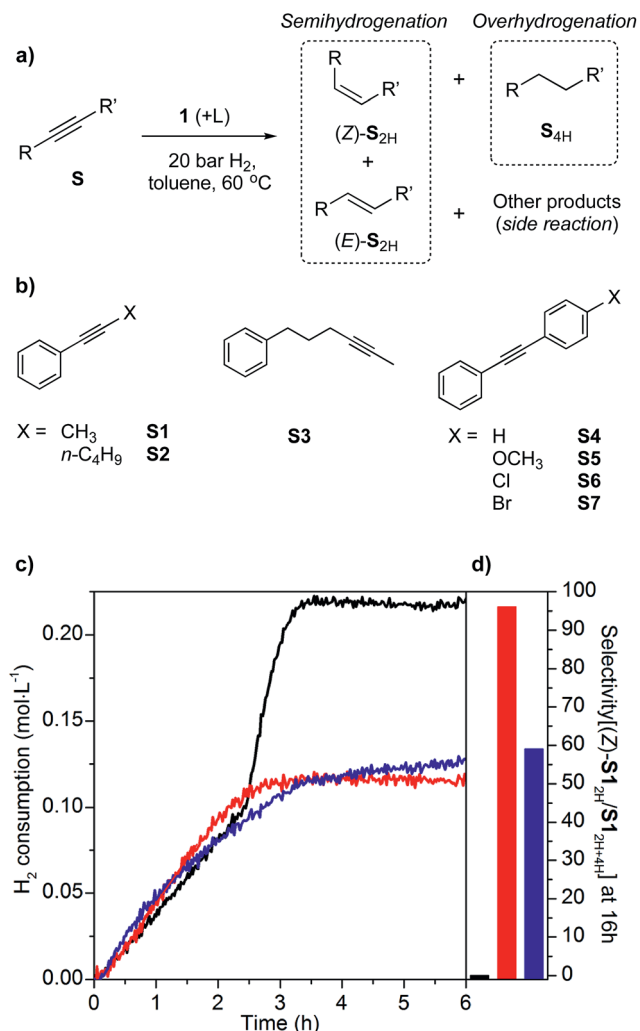 Semihydrogenation Overhydrogenation
a)
R
R'
(Z)-S2H
+
R
R'
S4H
R
R'
S
1 (+L)
20 bar H2,
toluene, 60 ºC
+
R
R'
(E)-S2H
+
Other products
(side reaction)
b)
X
X
X = CH3 S1
n-C4H9 S2
S3
X = H S4
OCH3 S5
Cl S6
Br S7
c) d)
H2 consumption (mol·L-1)
0.20
0.15
0.10
0.05
0.00
0 1 2 3 4 5 6
Time (h)
100
90
80
70
60
50
40
30
20
10
0
Selectivity[(Z)-S12H/S12H+4H] at 16h